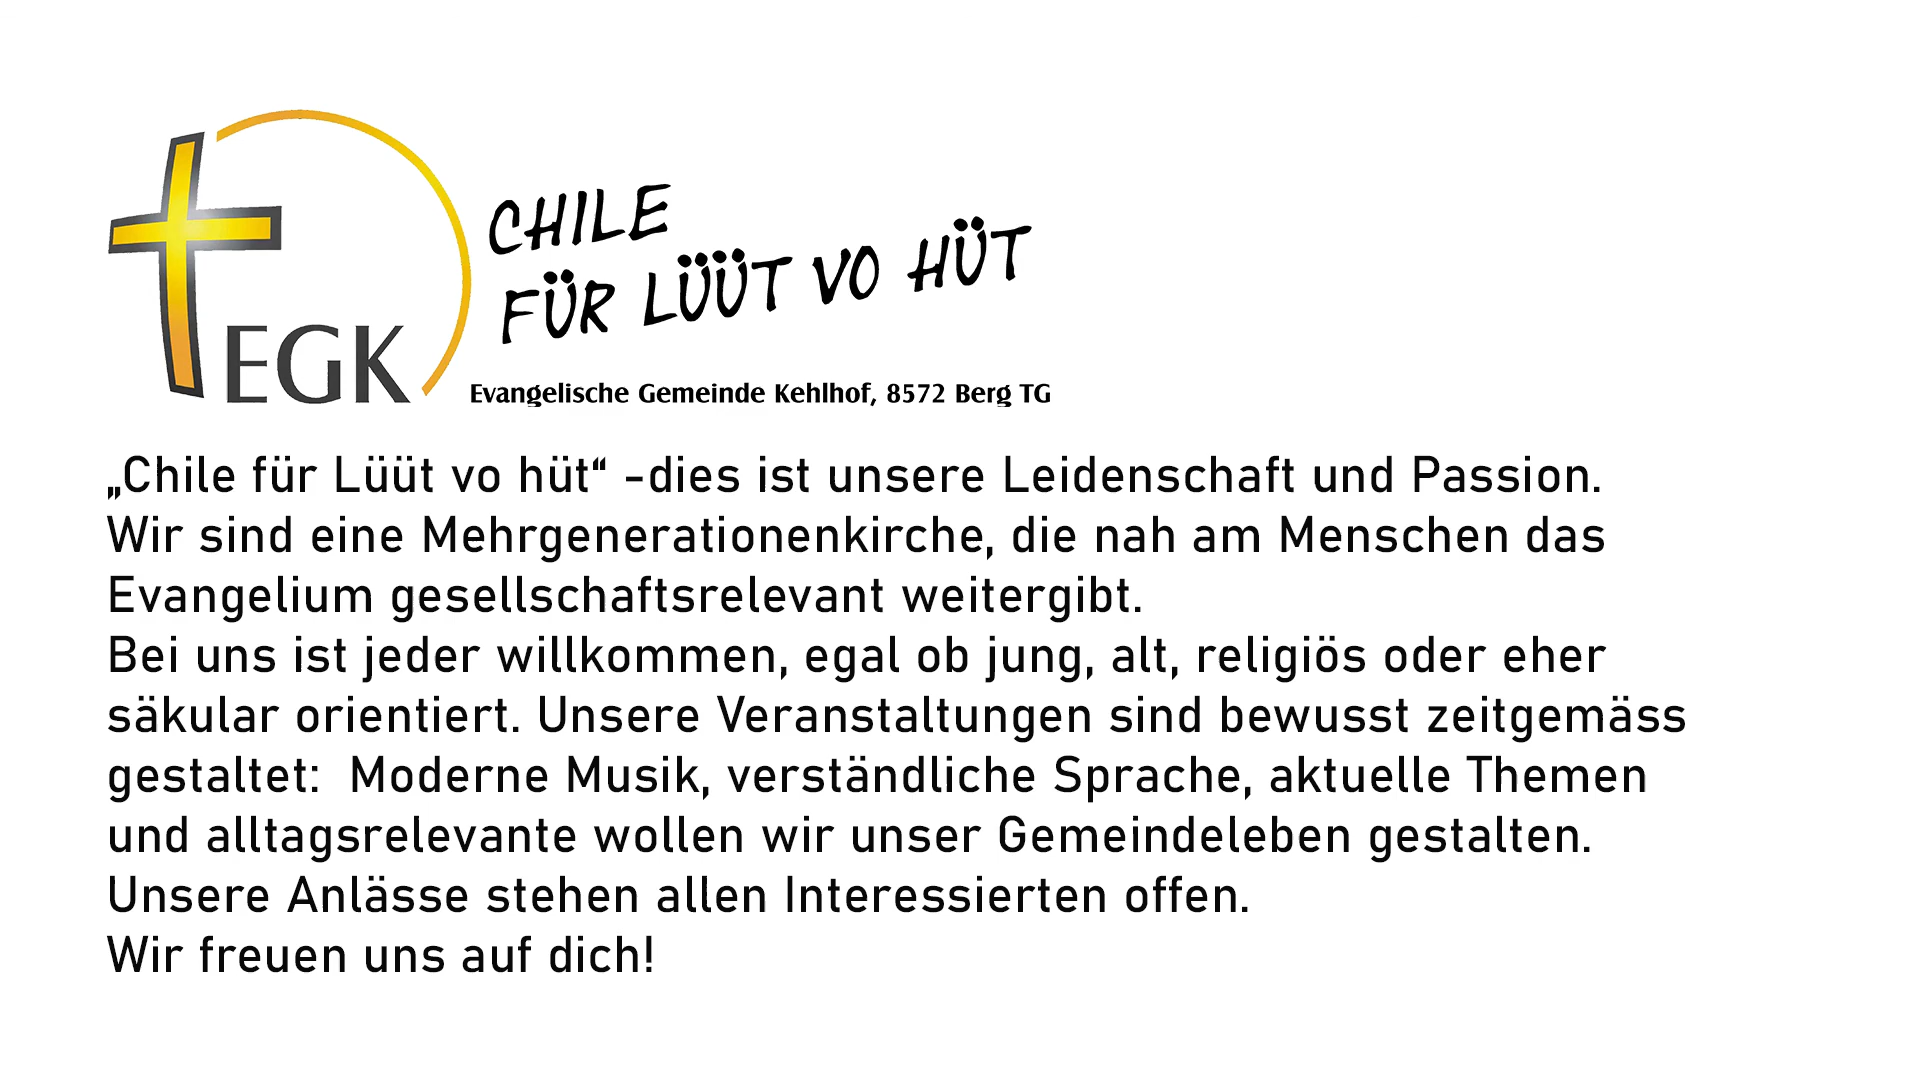 CHILE
FÜR LÜÜT VO HÜT
EGK
Evangelische Gemeinde Kehlhof, 8572 Berg TG
„Chile für Lüüt vo hüt“ -dies ist unsere Leidenschaft und Passion.
Wir sind eine Mehrgenerationenkirche, die nah am Menschen das
Evangelium gesellschaftsrelevant weitergibt.
Bei uns ist jeder willkommen, egal ob jung, alt, religiös oder eher
säkular orientiert. Unsere Veranstaltungen sind bewusst zeitgemäss
gestaltet:  Moderne Musik, verständliche Sprache, aktuelle Themen
und alltagsrelevante wollen wir unser Gemeindeleben gestalten.
Unsere Anlässe stehen allen Interessierten offen.
Wir freuen uns auf dich!